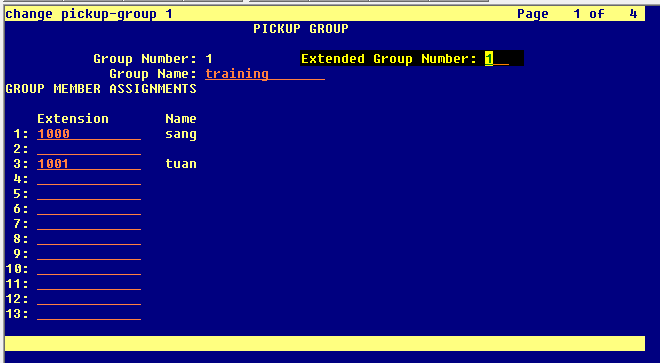 change pickup-group 1 Page 1 of 4
PICKUP GROUP
Group Number: 1 Extended Group Number: 1
Group Name: training
GROUP MEMBER ASSIGNMENTS
Extension Name
1: 1000 sang
2:
3: 1001 tuan
4:
5:
6:
7:
8:
9:
10:
11:
12:
13: